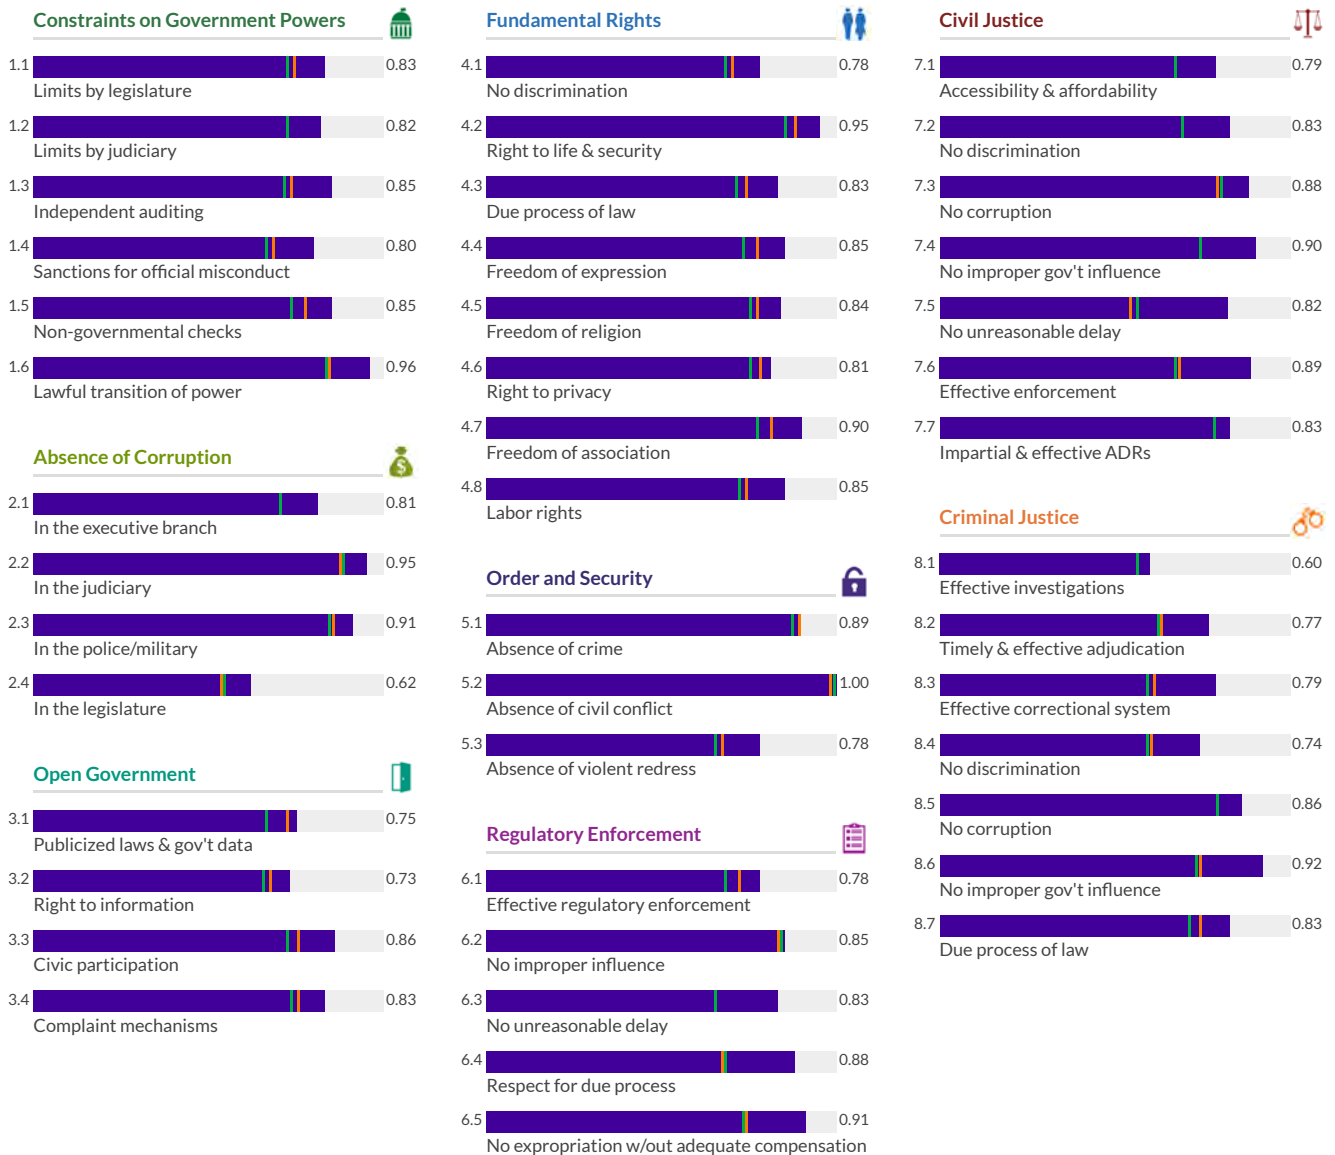 Constraints on Government Powers
1.1 0.83
Limits by legislature
1.2 0.82
Limits by judiciary
1.3 0.85
Independent auditing
1.4 0.80
Sanctions for official misconduct
1.5 0.85
Non-governmental checks
1.6 0.96
Lawful transition of power
Absence of Corruption
2.1 0.81
In the executive branch
2.2 0.95
In the judiciary
2.3 0.91
In the police/military
2.4 0.62
In the legislature
Open Government
3.1 0.75
Publicized laws & gov't data
3.2 0.73
Right to information
3.3 0.86
Civic participation
3.4 0.83
Complaint mechanisms
Fundamental Rights
4.1 0.78
No discrimination
4.2 0.95
Right to life & security
4.3 0.83
Due process of law
4.4 0.85
Freedom of expression
4.5 0.84
Freedom of religion
4.6 0.81
Right to privacy
4.7 0.90
Freedom of association
4.8 0.85
Labor rights
Order and Security
5.1 0.89
Absence of crime
5.2 1.00
Absence of civil conflict
5.3 0.78
Absence of violent redress
Regulatory Enforcement
6.1 0.78
Effective regulatory enforcement
6.2 0.85
No improper influence
6.3 0.83
No unreasonable delay
6.4 0.88
Respect for due process
6.5 0.91
No expropriation w/out adequate compensation
Civil Justice
7.1 0.79
Accessibility & affordability
7.2 0.83
No discrimination
7.3 0.88
No corruption
7.4 0.90
No improper gov't influence
7.5 0.82
No unreasonable delay
7.6 0.89
Effective enforcement
7.7 0.83
Impartial & effective ADRs
Criminal Justice
8.1 0.60
Effective investigations
8.2 0.77
Timely & effective adjudication
8.3 0.79
Effective correctional system
8.4 0.74
No discrimination
8.5 0.86
No corruption
8.6 0.92
No improper gov't influence
8.7 0.83
Due process of law